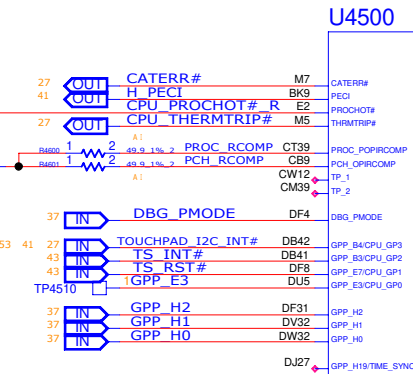 U4500
27 OUT CATERR# M7 CATERR#
41 OUT H_PECI BK9 PECI
CPU_PROCHOT#_R E2 PROCHOT#
27 OUT CPU_THERMTRIP# M5 THRMTRIP#
A1
R4600 1 2 49.9_1%_2 PROC_RCOMP CT39 PROC_POPIRCOMP
R4601 1 2 49.9_1%_2 PCH_RCOMP CB9 PCH_OPIRCOMP
A1
CW12 TP_1
CM39 TP_2
37 IN DBG_PMODE DF4 DBG_PMODE
53 41 27 IN TOUCHPAD_I2C_INT# DB42 GPP_B4/CPU_GP3
43 IN TS_INT# DB41 GPP_B3/CPU_GP2
43 IN TS_RST# DF8 GPP_E7/CPU_GP1
TP4510 1 GPP_E3 DU5 GPP_E3/CPU_GP0
37 IN GPP_H2 DF31 GPP_H2
37 IN GPP_H1 DV32 GPP_H1
37 IN GPP_H0 DW32 GPP_H0
DJ27 GPP_H19/TIME_SYNC